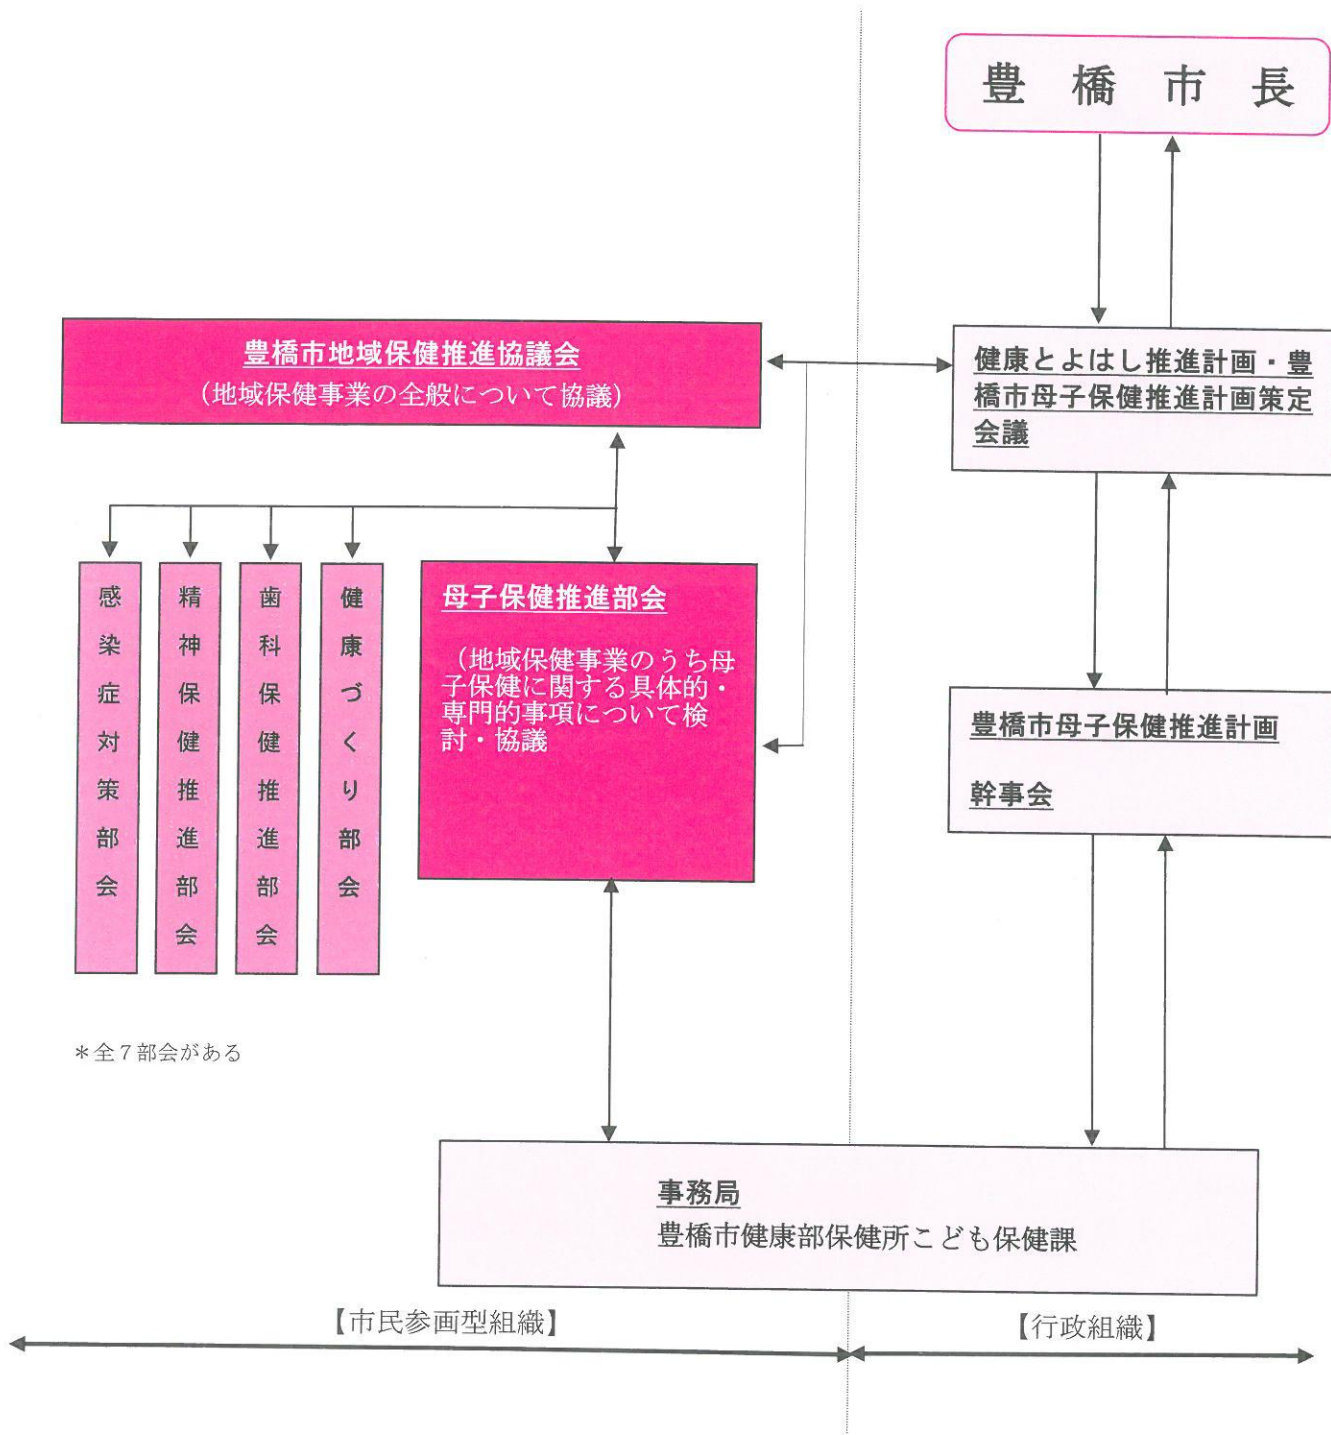 豊橋市長
豊橋市地域保健推進協議会
（地域保健事業の全般について協議）
健康とよはし推進計画・豊
橋市母子保健推進計画策定
会議
感染症対策部会
精神保健推進部会
歯科保健推進部会
健康づくり部会
母子保健推進部会
（地域保健事業のうち母
子保健に関する具体的・
専門的事項について検
討・協議
豊橋市母子保健推進計画
幹事会
＊全７部会がある
事務局
豊橋市健康部保健所こども保健課
【市民参画型組織】
【行政組織】